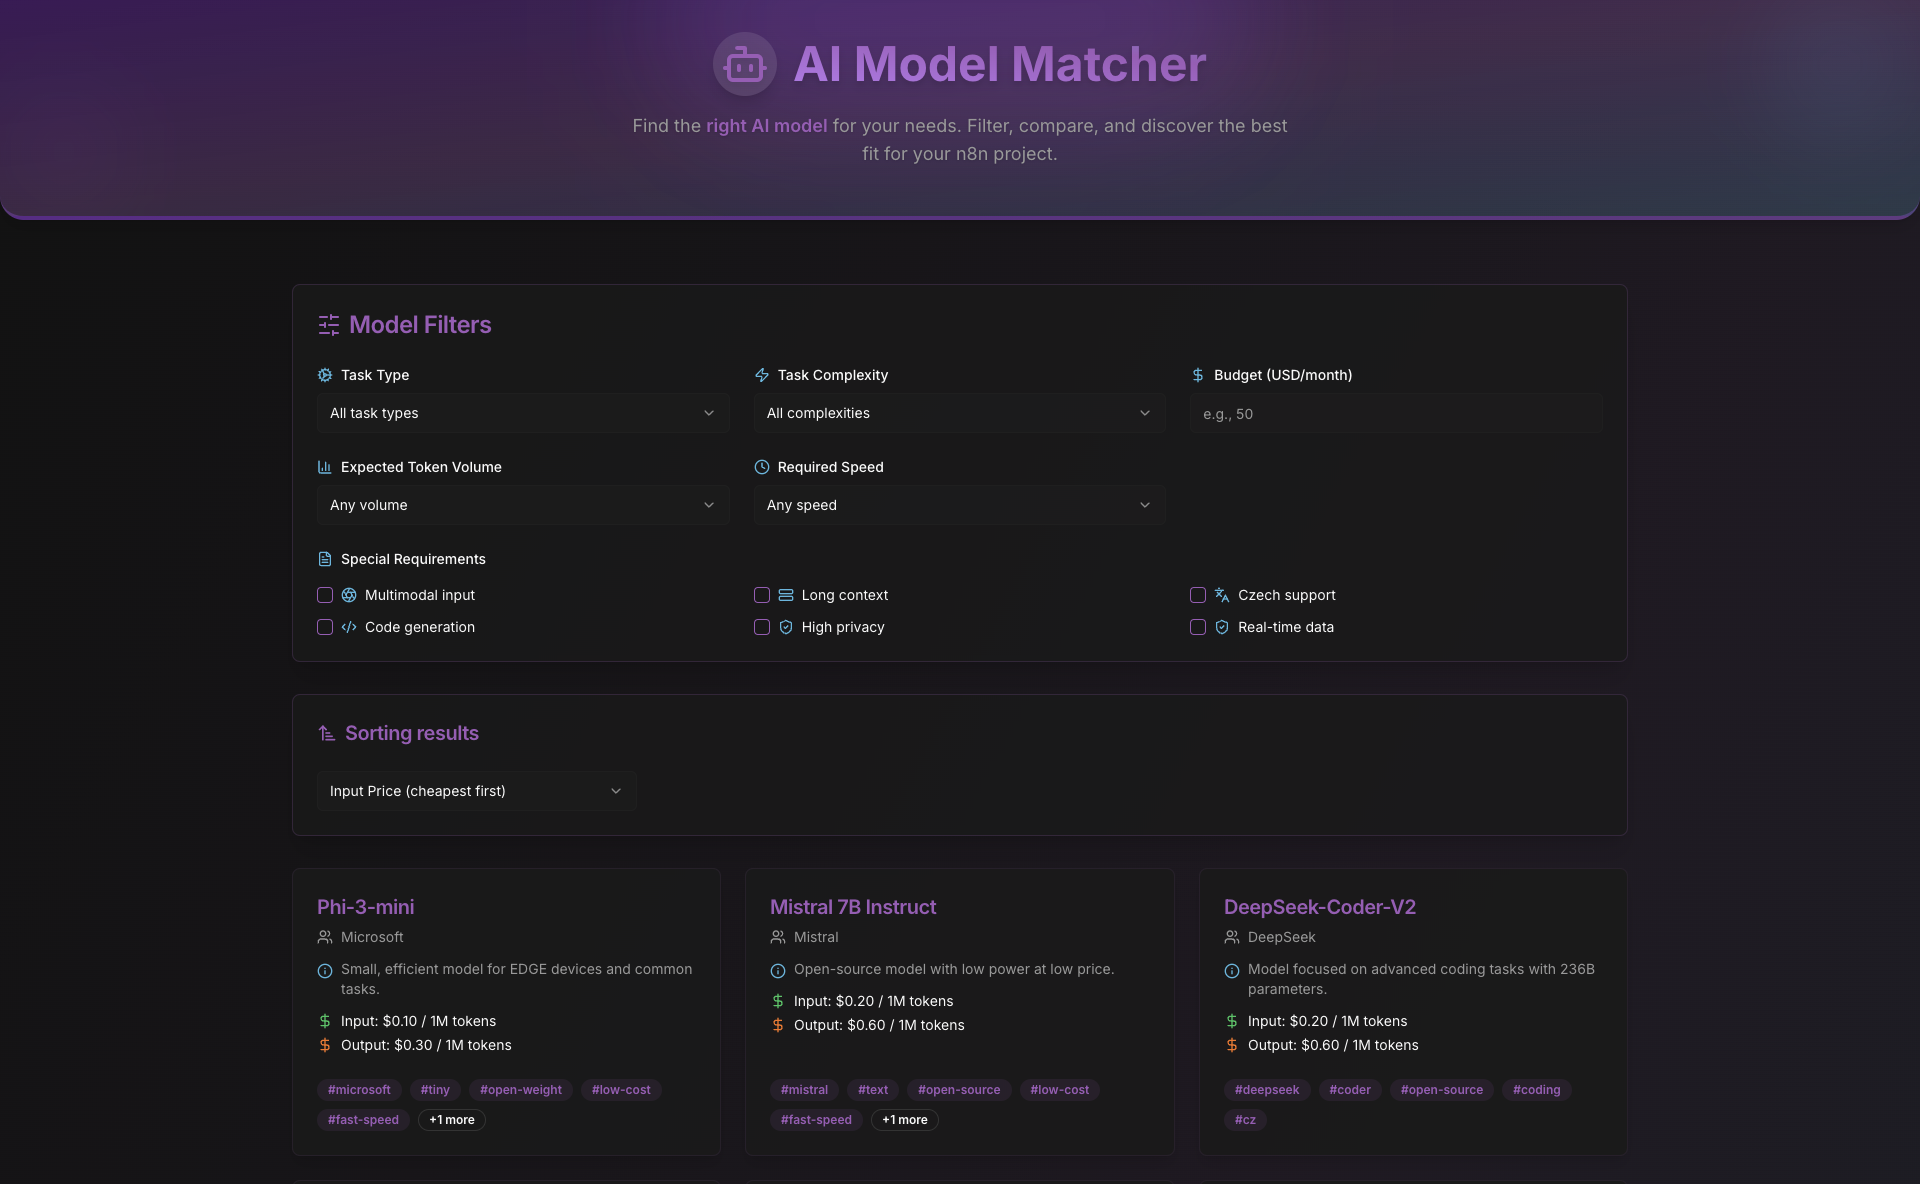 AI Model Matcher
Find the right AI model for your needs. Filter, compare, and discover the best
fit for your n8n project.
Model Filters
Task Type
All task types
Task Complexity
All complexities
Budget (USD/month)
e.g., 50
Expected Token Volume
Any volume
Required Speed
Any speed
Special Requirements
Multimodal input
Long context
Czech support
Code generation
High privacy
Real-time data
Sorting results
Input Price (cheapest first)
Phi-3-mini
Microsoft
Small, efficient model for EDGE devices and common
tasks.
Input: $0.10 / 1M tokens
Output: $0.30 / 1M tokens
#microsoft #tiny #open-weight #low-cost
#fast-speed +1 more
Mistral 7B Instruct
Mistral
Open-source model with low power at low price.
Input: $0.20 / 1M tokens
Output: $0.60 / 1M tokens
#mistral #text #open-source #low-cost
#fast-speed +1 more
DeepSeek-Coder-V2
DeepSeek
Model focused on advanced coding tasks with 236B
parameters.
Input: $0.20 / 1M tokens
Output: $0.60 / 1M tokens
#deepseek #coder #open-source #coding
#cz